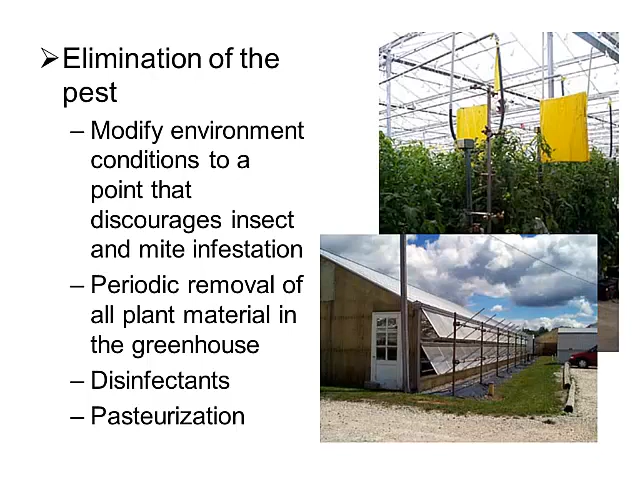 ➢Elimination of the
pest
– Modify environment
conditions to a
point that
discourages insect
and mite infestation
– Periodic removal of
all plant material in
the greenhouse
– Disinfectants
– Pasteurization